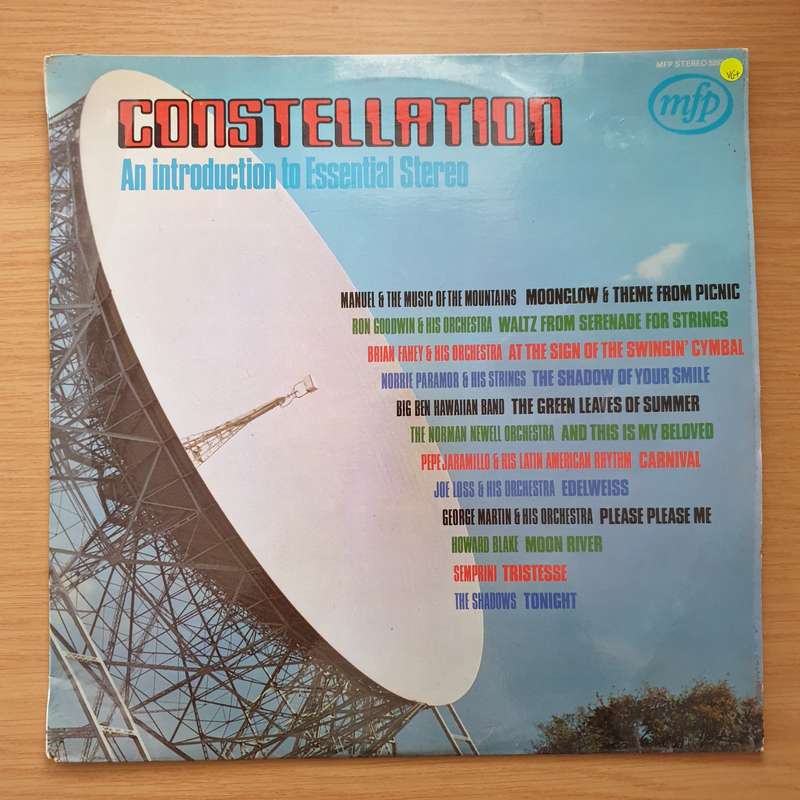 MFP STEREO
VG+
mfp
CONSTELLATION
An introduction to Essential Stereo
MANUEL & THE MUSIC OF THE MOUNTAINS MOONGLOW & THEME FROM PICNIC
RON GOODWIN & HIS ORCHESTRA WALTZ FROM SERENADE FOR STRINGS
BRIAN FAHEY & HIS ORCHESTRA AT THE SIGN OF THE SWINGIN' CYMBAL
NORRIE PARAMOR & HIS STRINGS THE SHADOW OF YOUR SMILE
BIG BEN HAWAIIAN BAND THE GREEN LEAVES OF SUMMER
THE NORMAN NEWELL ORCHESTRA AND THIS IS MY BELOVED
PEPE JARAMILLO & HIS LATIN AMERICAN RHYTHM CARNIVAL
JOE LOSS & HIS ORCHESTRA EDELWEISS
GEORGE MARTIN & HIS ORCHESTRA PLEASE PLEASE ME
HOWARD BLAKE MOON RIVER
SEMPRINI TRISTESSE
THE SHADOWS TONIGHT